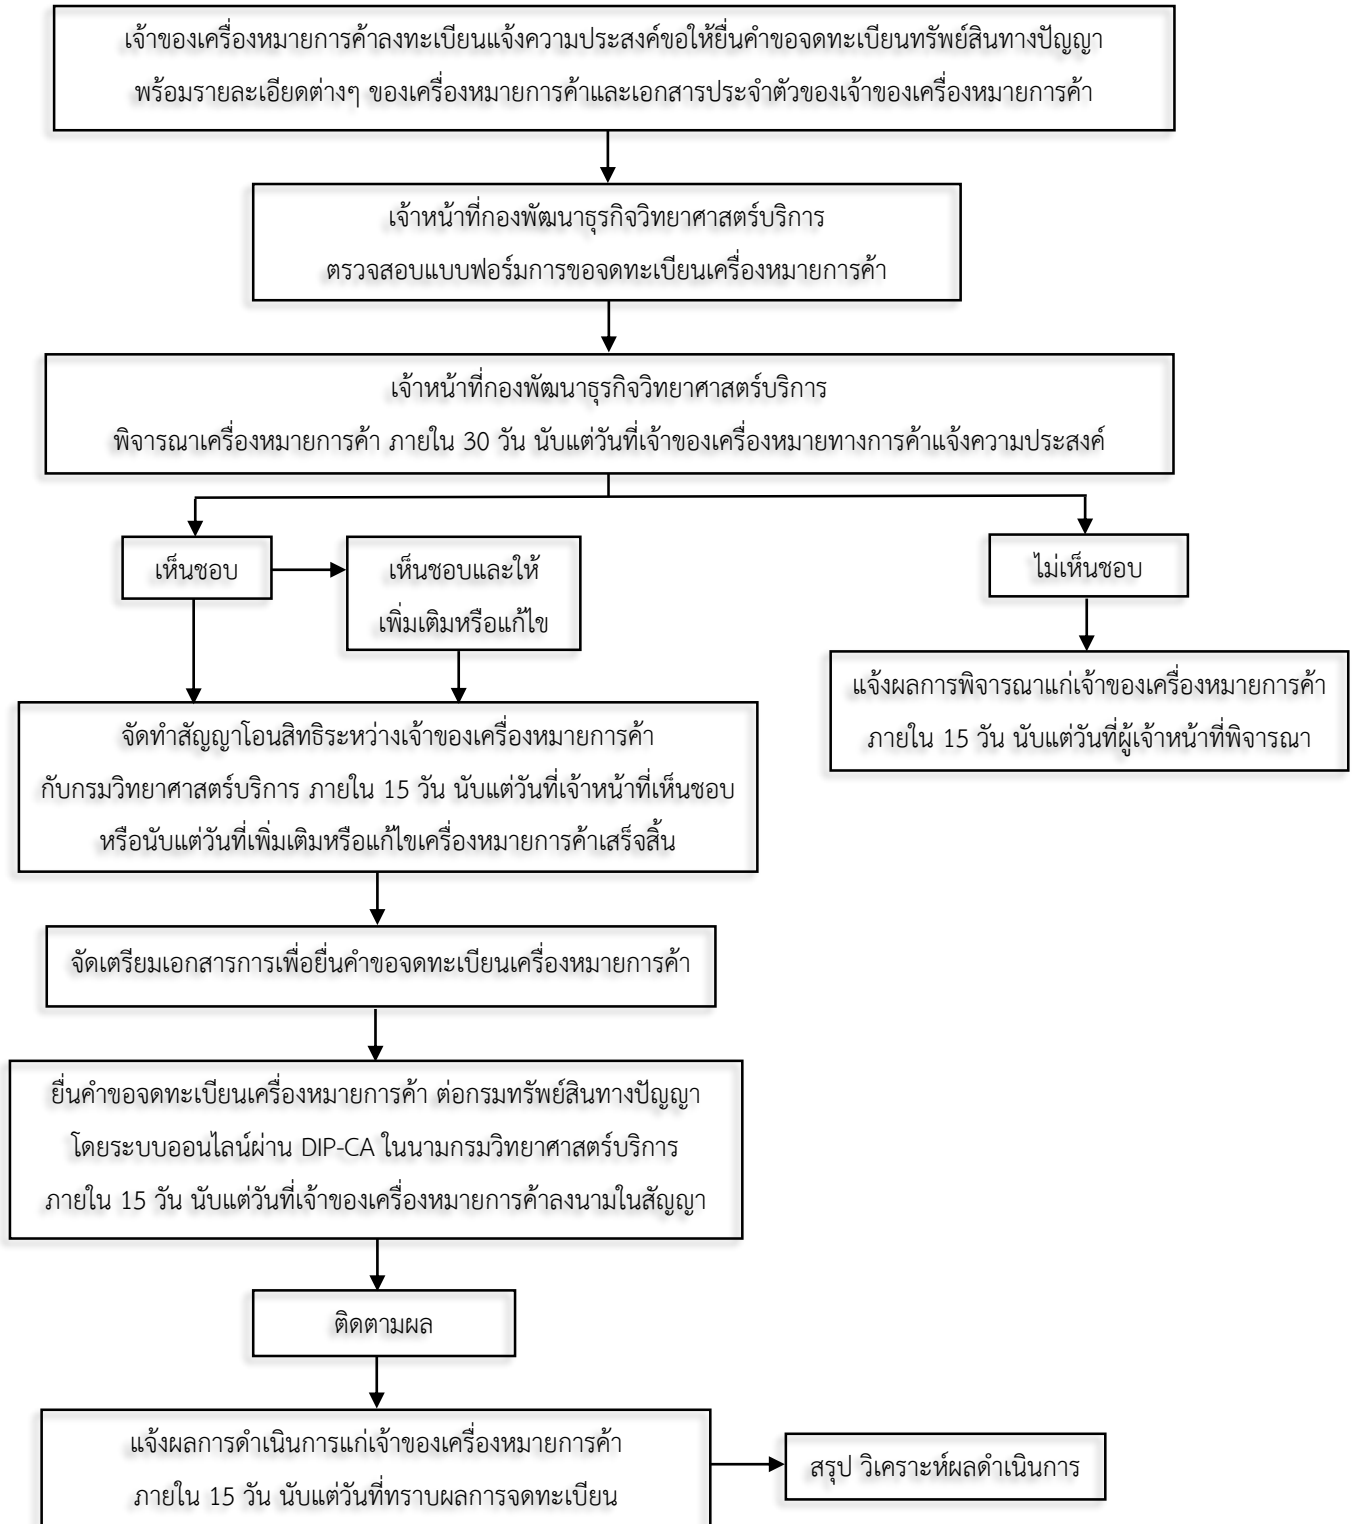 เจ้าของเครื่องหมายการค้าลงทะเบียนแจ้งความประสงค์ขอให้ยื่นคำขอจดทะเบียนทรัพย์สินทางปัญญา
พร้อมรายละเอียดต่างๆ ของเครื่องหมายการค้าและเอกสารประจำตัวของเจ้าของเครื่องหมายการค้า
เจ้าหน้าที่กองพัฒนาธุรกิจวิทยาศาสตร์บริการ
ตรวจสอบแบบฟอร์มการขอจดทะเบียนเครื่องหมายการค้า
เจ้าหน้าที่กองพัฒนาธุรกิจวิทยาศาสตร์บริการ
พิจารณาเครื่องหมายการค้า ภายใน 30 วัน นับแต่วันที่เจ้าของเครื่องหมายทางการค้าแจ้งความประสงค์
เห็นชอบ
เห็นชอบและให้
เพิ่มเติมหรือแก้ไข
ไม่เห็นชอบ
แจ้งผลการพิจารณาแก่เจ้าของเครื่องหมายการค้า
ภายใน 15 วัน นับแต่วันที่ผู้เจ้าหน้าที่พิจารณา
จัดทำสัญญาโอนสิทธิระหว่างเจ้าของเครื่องหมายการค้า
กับกรมวิทยาศาสตร์บริการ ภายใน 15 วัน นับแต่วันที่เจ้าหน้าที่เห็นชอบ
หรือนับแต่วันที่เพิ่มเติมหรือแก้ไขเครื่องหมายการค้าเสร็จสิ้น
จัดเตรียมเอกสารการเพื่อยื่นคำขอจดทะเบียนเครื่องหมายการค้า
ยื่นคำขอจดทะเบียนเครื่องหมายการค้า ต่อกรมทรัพย์สินทางปัญญา
โดยระบบออนไลน์ผ่าน DIP-CA ในนามกรมวิทยาศาสตร์บริการ
ภายใน 15 วัน นับแต่วันที่เจ้าของเครื่องหมายการค้าลงนามในสัญญา
ติดตามผล
แจ้งผลการดำเนินการแก่เจ้าของเครื่องหมายการค้า
ภายใน 15 วัน นับแต่วันที่ทราบผลการจดทะเบียน
สรุป วิเคราะห์ผลดำเนินการ